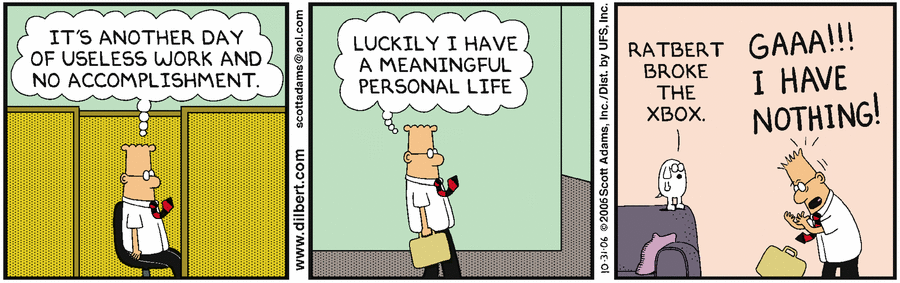 IT'S ANOTHER DAY
OF USELESS WORK AND
NO ACCOMPLISHMENT.
www.dilbert.com
scottadams@aol.com
LUCKILY I HAVE
A MEANINGFUL
PERSONAL LIFE
10-31-06 ©2006 Scott Adams, Inc./Dist. by UFS, Inc.
RATBERT
BROKE
THE
XBOX.
GAAA!!!
I HAVE
NOTHING!